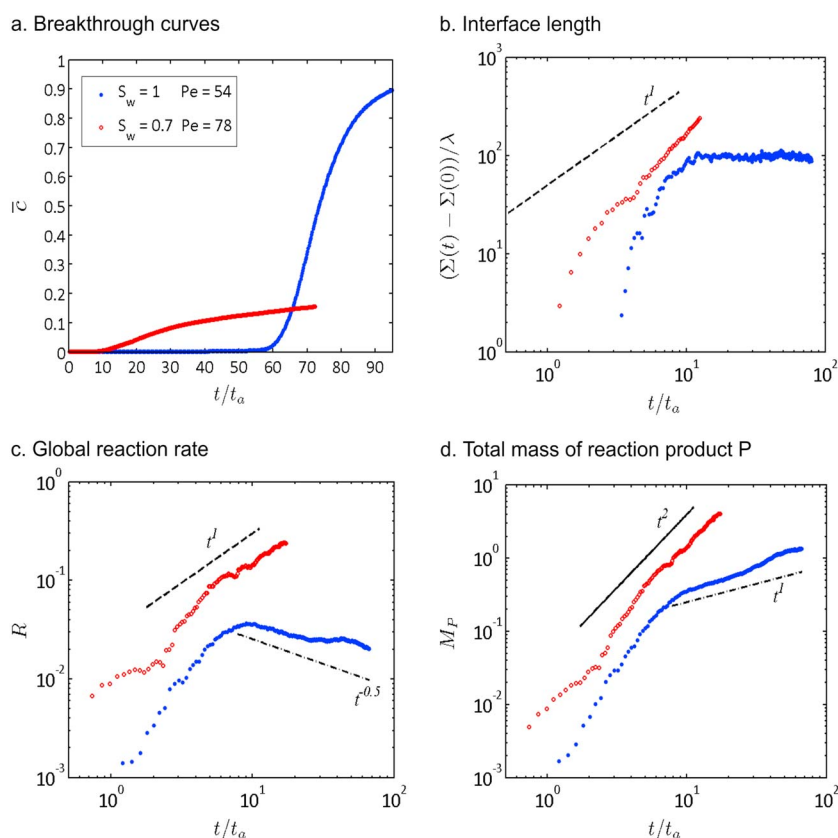 a. Breakthrough curves
b. Interface length
0.9
0.8
0.7
0.6
0.5
0.4
0.3
0.2
0.1
0
S_w = 1 Pe = 54
S_w = 0.7 Pe = 78
c̅
0 10 20 30 40 50 60 70 80 90
t/t_a
10^3
10^2
10^1
10^0
t^1
(Σ(t) − Σ(0))/λ
10^0 10^1 10^2
t/t_a
c. Global reaction rate
d. Total mass of reaction product P
10^0
10^-1
10^-2
10^-3
t^1
t^-0.5
R
10^0 10^1 10^2
t/t_a
10^1
10^0
10^-1
10^-2
10^-3
t^2
t^1
M_P
10^0 10^1 10^2
t/t_a